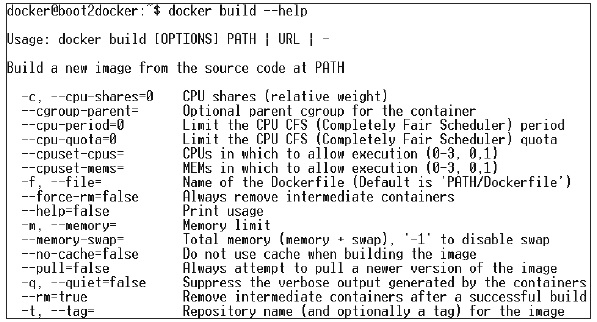 docker@boot2docker:~$ docker build --help

Usage: docker build [OPTIONS] PATH | URL | -

Build a new image from the source code at PATH

  -c, --cpu-shares=0    CPU shares (relative weight)
  --cgroup-parent=      Optional parent cgroup for the container
  --cpu-period=0        Limit the CPU CFS (Completely Fair Scheduler) period
  --cpu-quota=0         Limit the CPU CFS (Completely Fair Scheduler) quota
  --cpuset-cpus=        CPUs in which to allow execution (0-3, 0,1)
  --cpuset-mems=        MEMs in which to allow execution (0-3, 0,1)
  -f, --file=           Name of the Dockerfile (Default is 'PATH/Dockerfile')
  --force-rm=false      Always remove intermediate containers
  --help=false          Print usage
  -m, --memory=         Memory limit
  --memory-swap=        Total memory (memory + swap), '-1' to disable swap
  --no-cache=false      Do not use cache when building the image
  --pull=false          Always attempt to pull a newer version of the image
  -q, --quiet=false     Suppress the verbose output generated by the containers
  --rm=true             Remove intermediate containers after a successful build
  -t, --tag=            Repository name (and optionally a tag) for the image